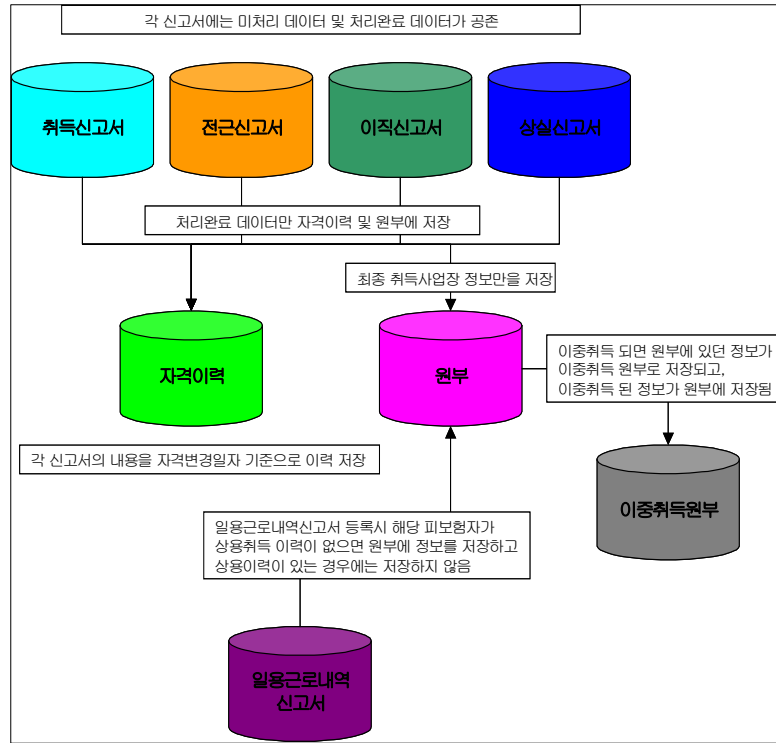 각 신고서에는 미처리 데이터 및 처리완료 데이터가 공존
취득신고서
전근신고서
이직신고서
상실신고서
처리완료 데이터만 자격이력 및 원부에 저장
최종 취득사업장 정보만을 저장
자격이력
원부
이중취득 되면 원부에 있던 정보가
이중취득 원부로 저장되고,
이중취득 된 정보가 원부에 저장됨
각 신고서의 내용을 자격변경일자 기준으로 이력 저장
이중취득원부
일용근로내역신고서 등록시 해당 피보험자가
상용취득 이력이 없으면 원부에 정보를 저장하고
상용이력이 있는 경우에는 저장하지 않음
일용근로내역
신고서